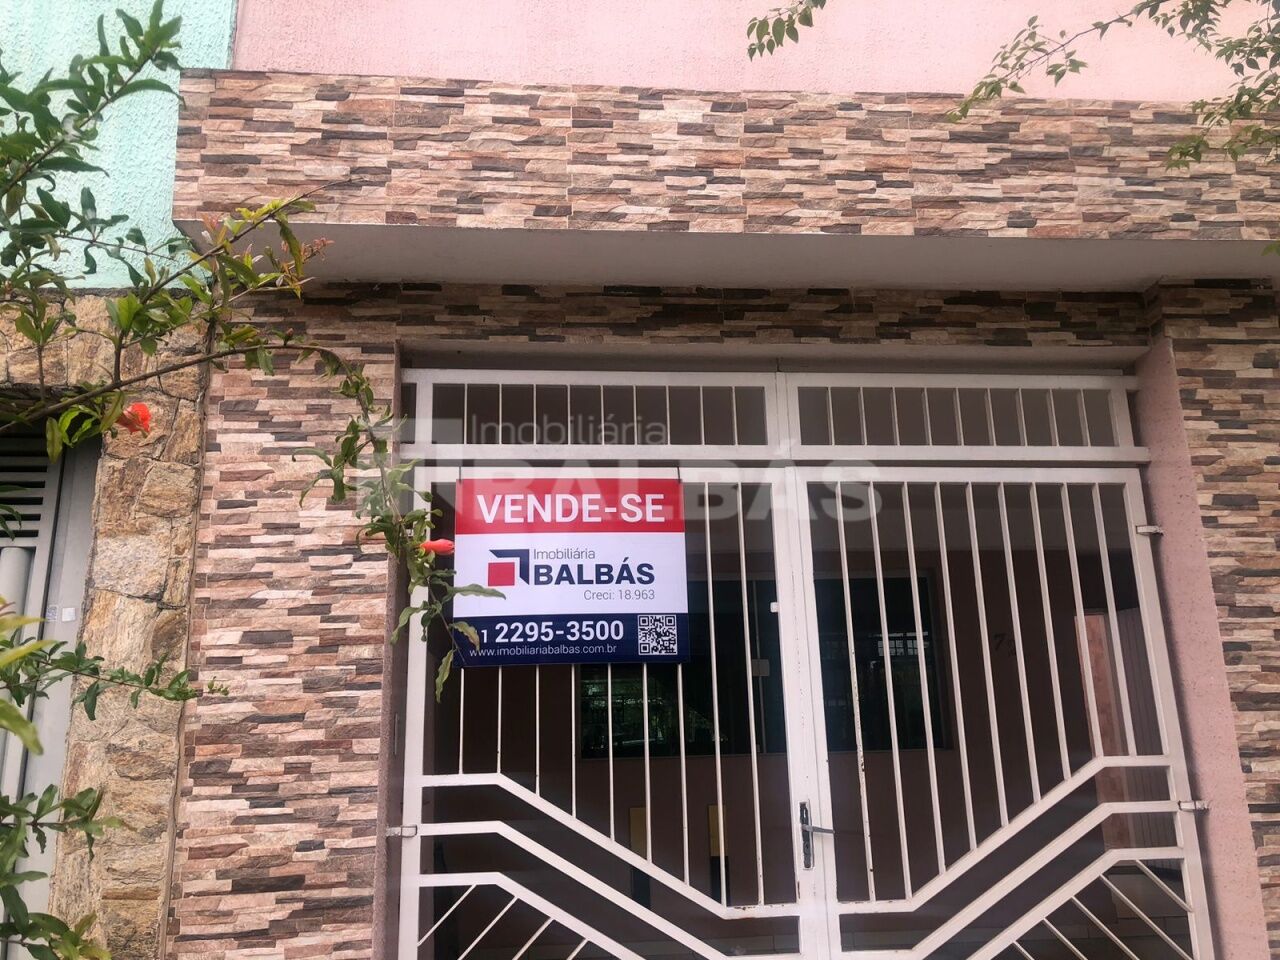 Imobiliária
BALBÁS
VENDE-SE
Imobiliária
BALBÁS
Creci: 18.963
1 2295-3500
www.imobiliariabalbas.com.br